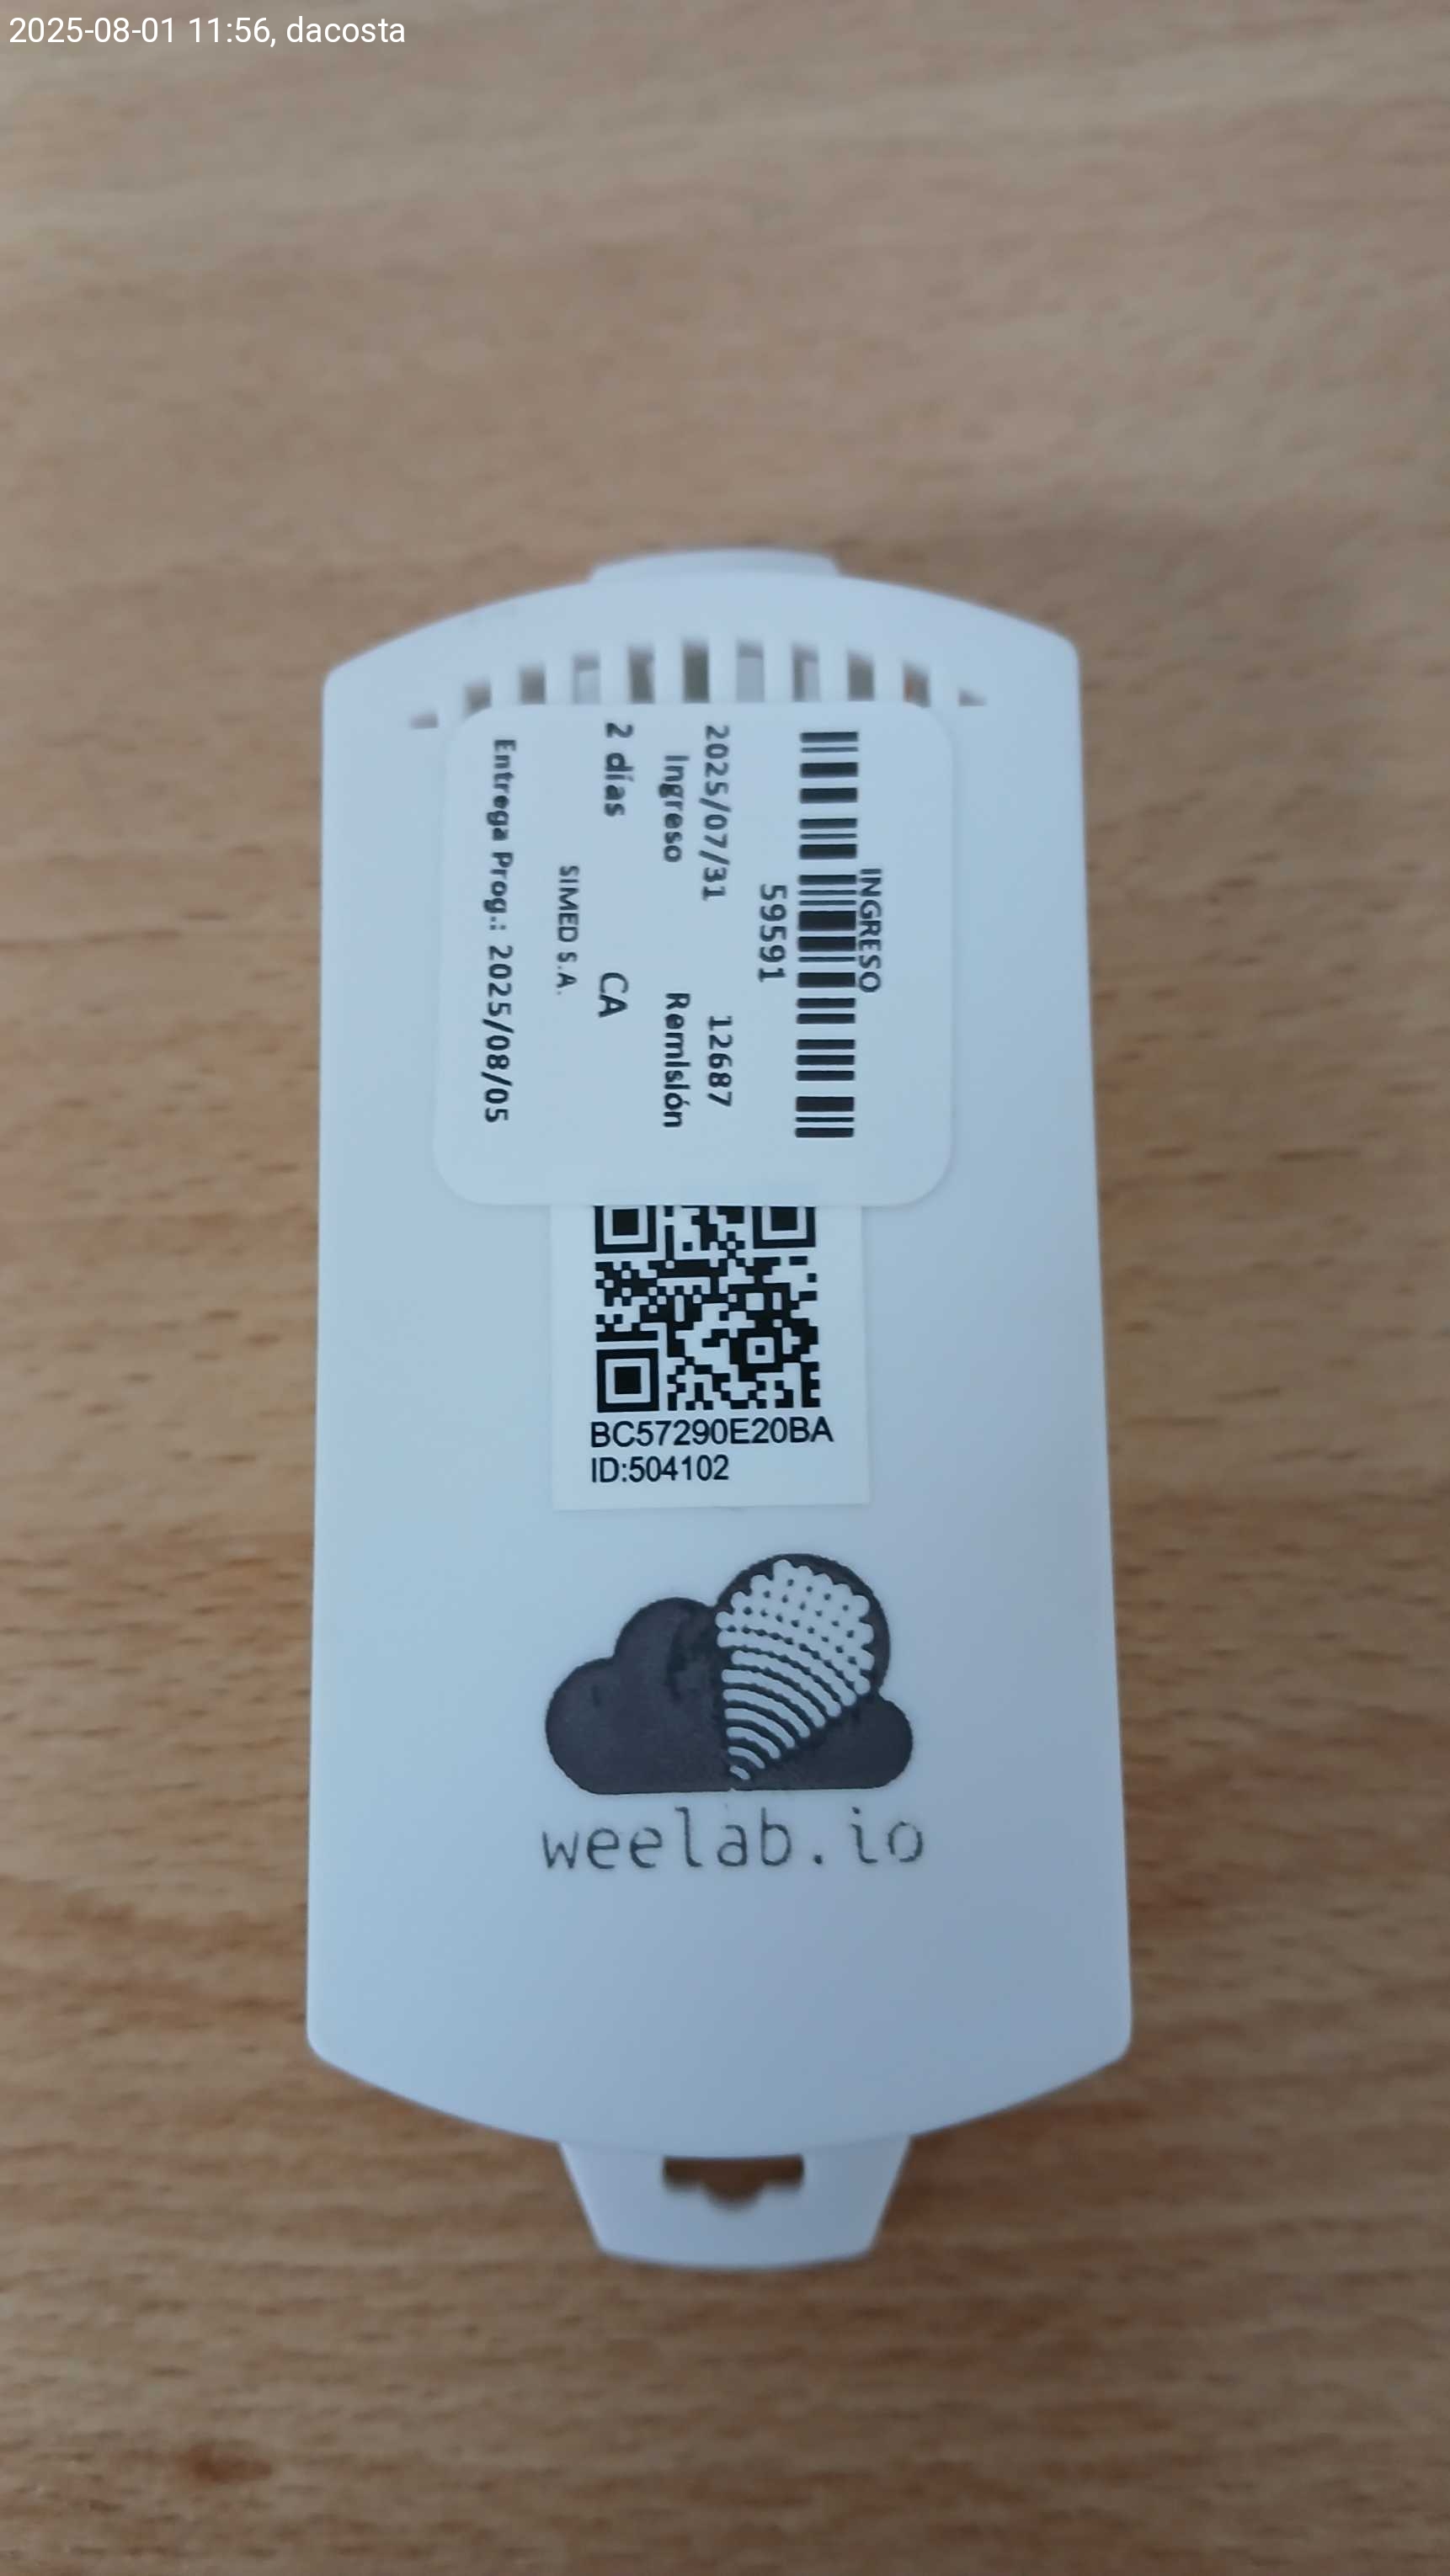 2025-08-01 11:56, dacosta
INGRESO
59591
2025/07/31 12687
Ingreso Remisión
2 días CA
SIMED S.A.
Entrega Prog.: 2025/08/05
BC57290E20BA
ID:504102
weelab.io